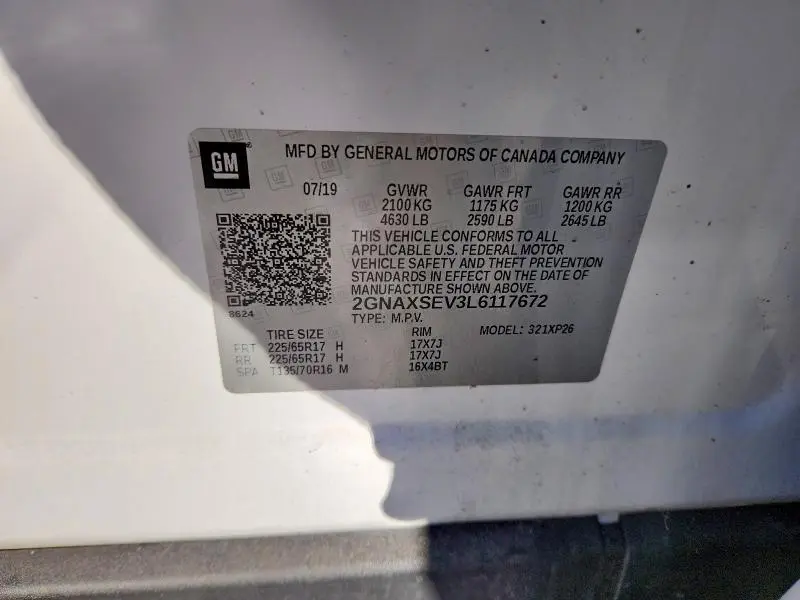 GM
MFD BY GENERAL MOTORS OF CANADA COMPANY
07/19 GVWR GAWR FRT GAWR RR
2100 KG 1175 KG 1200 KG
4630 LB 2590 LB 2645 LB
THIS VEHICLE CONFORMS TO ALL
APPLICABLE U.S. FEDERAL MOTOR
VEHICLE SAFETY AND THEFT PREVENTION
STANDARDS IN EFFECT ON THE DATE OF
MANUFACTURE SHOWN ABOVE.
2GNAXSEV3L6117672
8624
TYPE: M.P.V. MODEL: 321XP26
TIRE SIZE RIM
FRT 225/65R17 H 17X7J
RR 225/65R17 H 17X7J
SPA T135/70R16 M 16X4BT